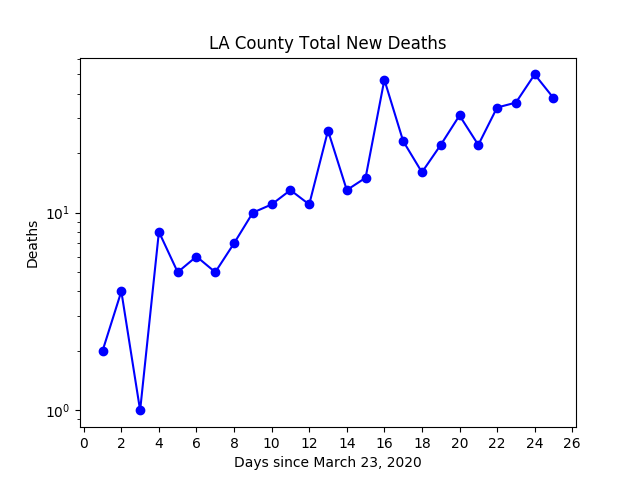 LA County Total New Deaths
Deaths
10¹
10⁰
0 2 4 6 8 10 12 14 16 18 20 22 24 26
Days since March 23, 2020